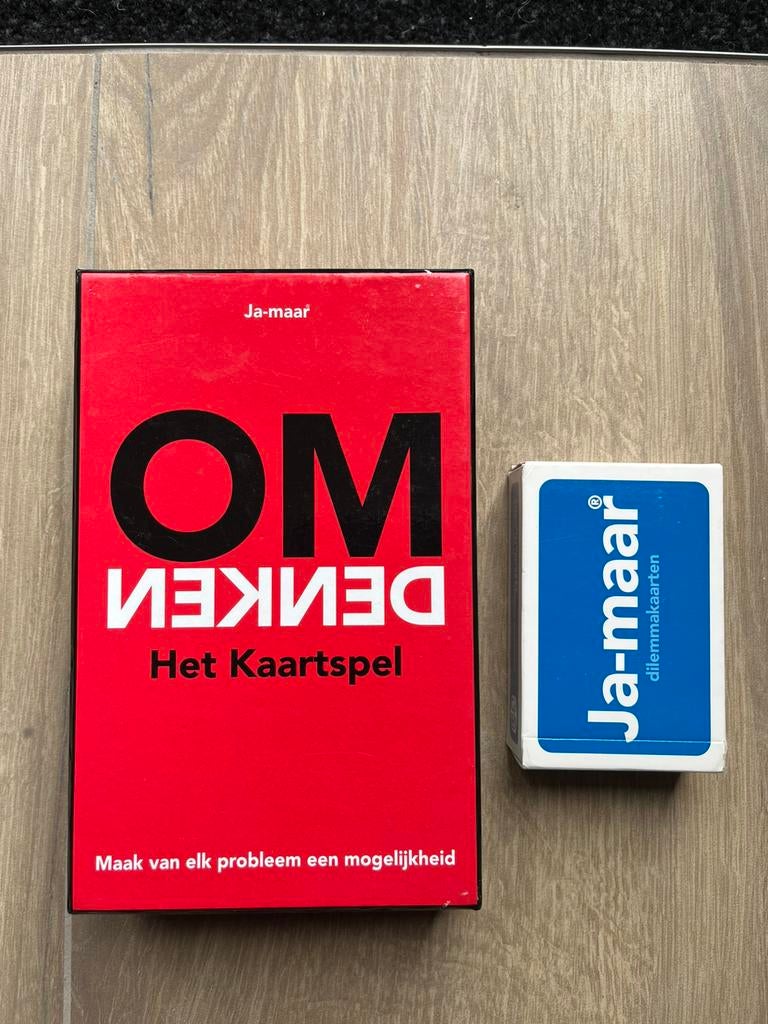 Ja-maar
OM
DENKEN
Het Kaartspel
Maak van elk probleem een mogelijkheid
Ja-maar®
dilemmakaarten